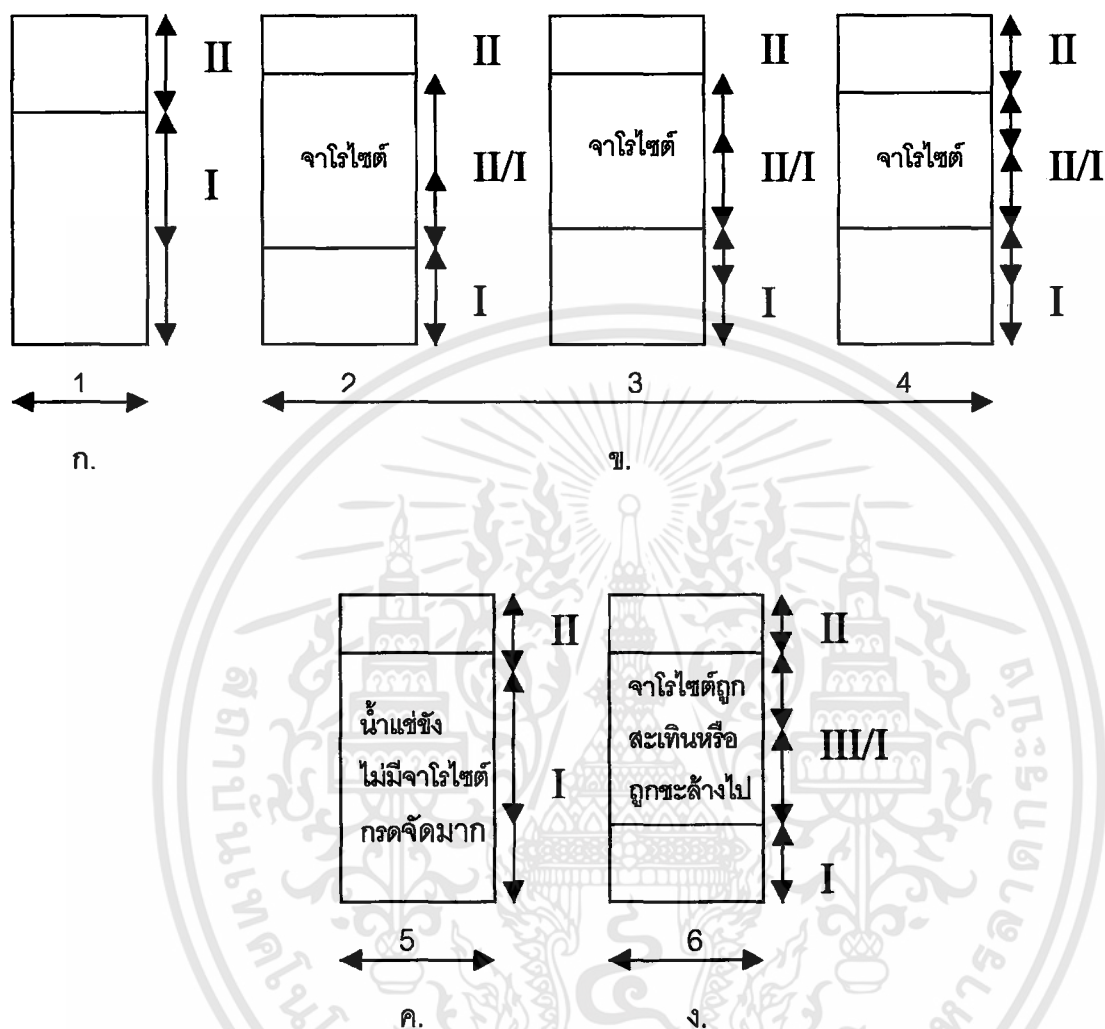 II II II II
จาโรไซต์ จาโรไซต์ จาโรไซต์
I II/I II/I II/I
I I I
1 2 3 4
ก. ข.
II II
น้ำแช่ขัง
ไม่มีจาโรไซต์
กรดจัดมาก
I
จาโรไซต์ถูก
สะเทินหรือ
ถูกชะล้างไป
III/I
I
5 6
ค. ง.